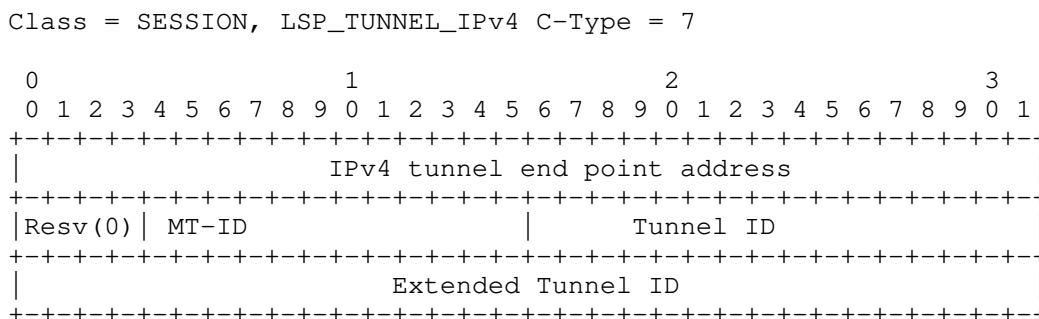 Class = SESSION, LSP_TUNNEL_IPv4 C-Type = 7
0                   1                   2                   3
0 1 2 3 4 5 6 7 8 9 0 1 2 3 4 5 6 7 8 9 0 1 2 3 4 5 6 7 8 9 0 1
+-+-+-+-+-+-+-+-+-+-+-+-+-+-+-+-+-+-+-+-+-+-+-+-+-+-+-+-+-+-+-+--
|                   IPv4 tunnel end point address
+-+-+-+-+-+-+-+-+-+-+-+-+-+-+-+-+-+-+-+-+-+-+-+-+-+-+-+-+-+-+-+--
|Resv(0)| MT-ID                 |      Tunnel ID
+-+-+-+-+-+-+-+-+-+-+-+-+-+-+-+-+-+-+-+-+-+-+-+-+-+-+-+-+-+-+-+--
|                       Extended Tunnel ID
+-+-+-+-+-+-+-+-+-+-+-+-+-+-+-+-+-+-+-+-+-+-+-+-+-+-+-+-+-+-+-+--